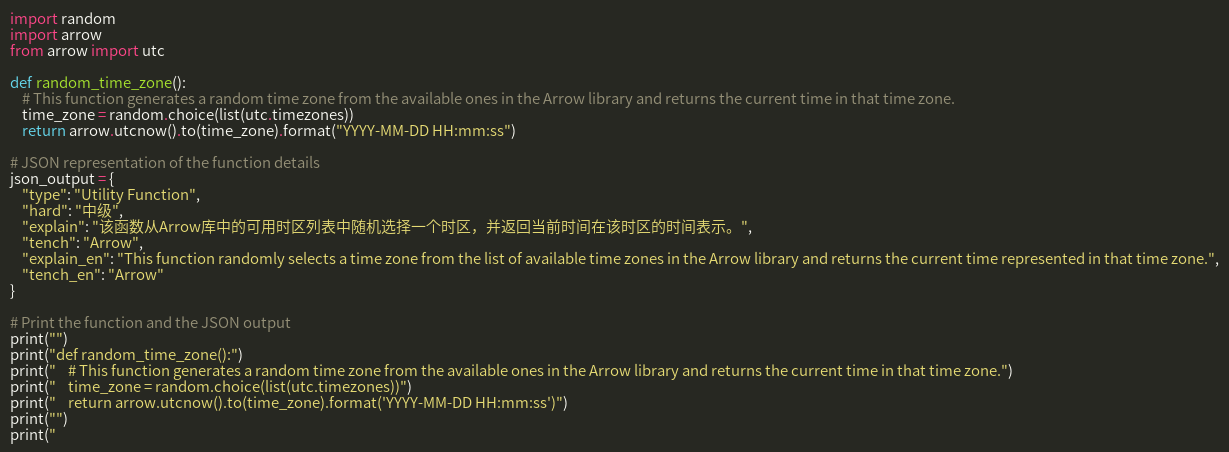 import random
import arrow
from arrow import utc
def random_time_zone():
# This function generates a random time zone from the available ones in the Arrow library and returns the current time in that time zone.
time_zone = random.choice(list(utc.timezones))
return arrow.utcnow().to(time_zone).format("YYYY-MM-DD HH:mm:ss")
# JSON representation of the function details
json_output = {
"type": "Utility Function",
"hard": "中级",
"explain": "该函数从Arrow库中的可用时区列表中随机选择一个时区，并返回当前时间在该时区的时间表示。",
"tench": "Arrow",
"explain_en": "This function randomly selects a time zone from the list of available time zones in the Arrow library and returns the current time represented in that time zone.",
"tench_en": "Arrow"
}
# Print the function and the JSON output
print("")
print("def random_time_zone():")
print("    # This function generates a random time zone from the available ones in the Arrow library and returns the current time in that time zone.")
print("    time_zone = random.choice(list(utc.timezones))")
print("    return arrow.utcnow().to(time_zone).format('YYYY-MM-DD HH:mm:ss')")
print("")
print("